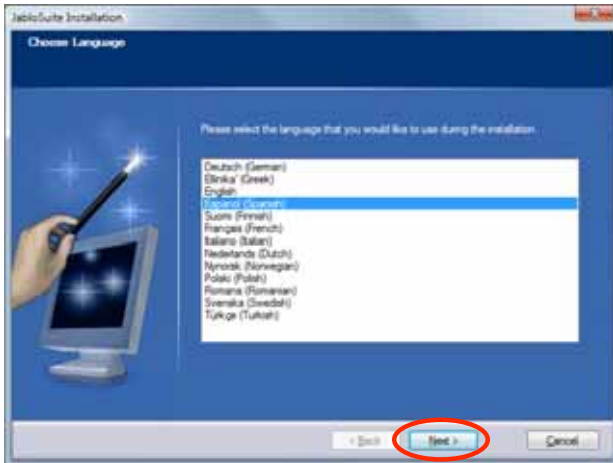 JabloSuite Installation
Choose Language
Please select the language that you would like to use during the installation
Deutsch (German)
Ellinika' (Greek)
English
Español (Spanish)
Suomi (Finnish)
Français (French)
Italiano (Italian)
Nederlands (Dutch)
Nynorsk (Norwegian)
Polski (Polish)
Romana (Romanian)
Svenska (Swedish)
Türkçe (Turkish)
< Back
Next >
Cancel